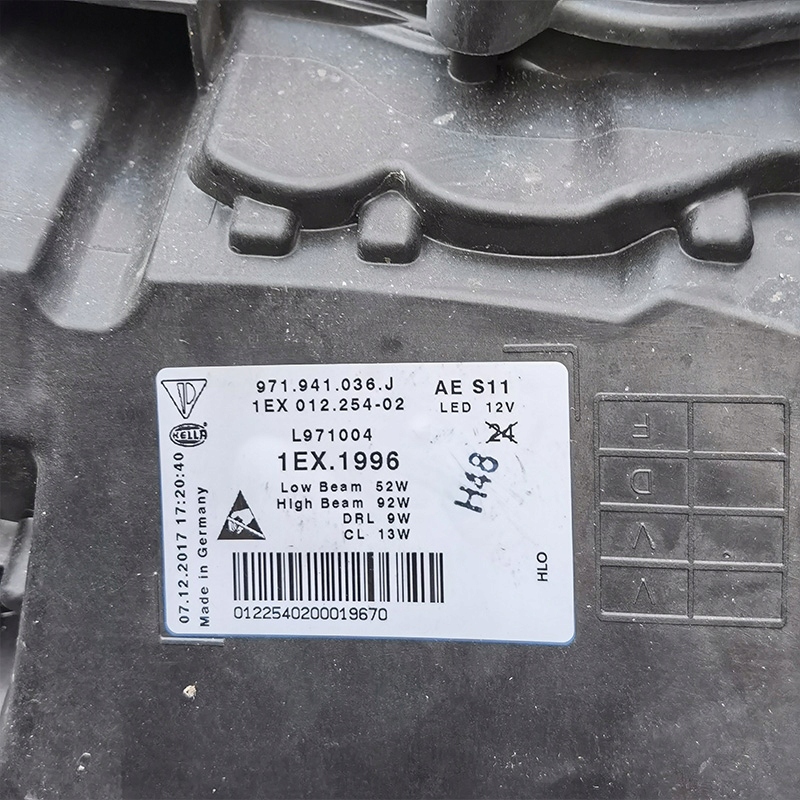 971.941.036.J
1EX 012.254-02
AE S11
LED 12V
24
HELLA
L971004
1EX.1996
H48
Low Beam 52W
High Beam 92W
DRL 9W
CL 13W
07.12.2017 17:20:40
Made in Germany
HLO
0122540200019670